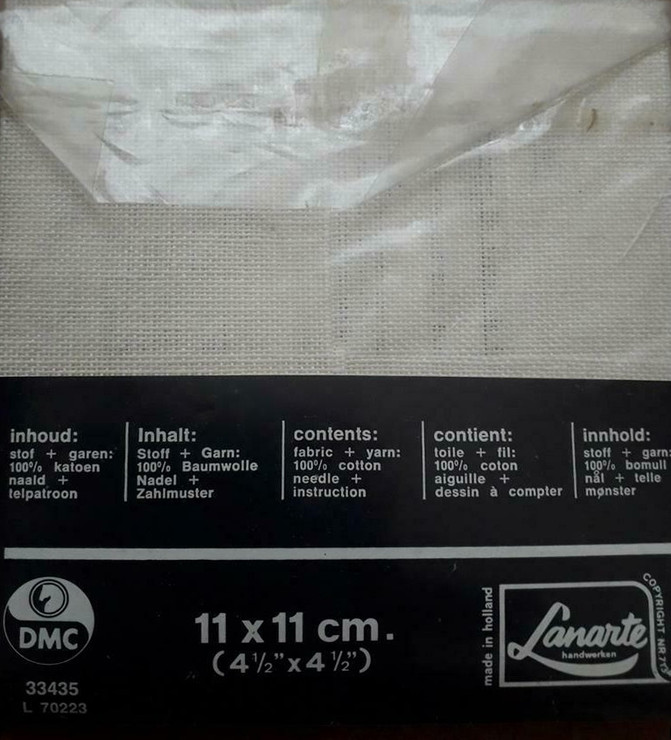 inhoud:
stof + garen:
100% katoen
naald +
telpatroon
Inhalt:
Stoff + Garn:
100% Baumwolle
Nadel +
Zahlmuster
contents:
fabric + yarn:
100% cotton
needle +
instruction
contient:
toile + fil:
100% coton
aiguille +
dessin à compter
innhold:
stoff + garn:
100% bomull
nål + telle
mønster
DMC
33435
L 70223
11 x 11 cm.
(4½"x4½")
made in holland
Lanarte
handwerken
COPYRIGHT NR.